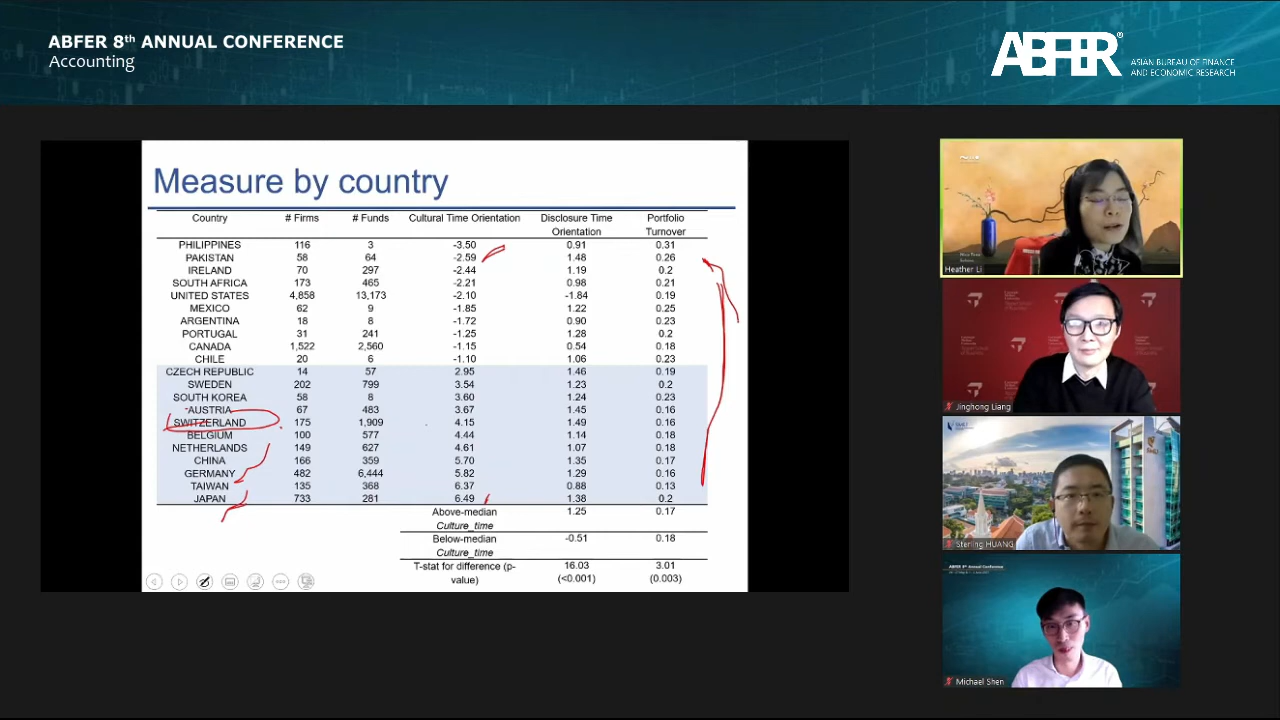 ABFER 8th ANNUAL CONFERENCE
Accounting
ABFER®
ASIAN BUREAU OF FINANCE
AND ECONOMIC RESEARCH
Measure by country
Country # Firms # Funds Cultural Time Orientation Disclosure Time Orientation Portfolio Turnover
PHILIPPINES 116 3 -3.50 0.91 0.31
PAKISTAN 58 64 -2.59 1.48 0.26
IRELAND 70 297 -2.44 1.19 0.2
SOUTH AFRICA 173 465 -2.21 0.98 0.21
UNITED STATES 4,858 13,173 -2.10 -1.84 0.19
MEXICO 62 9 -1.85 1.22 0.25
ARGENTINA 18 8 -1.72 0.90 0.23
PORTUGAL 31 241 -1.25 1.28 0.2
CANADA 1,522 2,560 -1.15 0.54 0.18
CHILE 20 6 -1.10 1.06 0.23
CZECH REPUBLIC 14 57 2.95 1.46 0.19
SWEDEN 202 799 3.54 1.23 0.2
SOUTH KOREA 58 8 3.60 1.24 0.23
AUSTRIA 67 483 3.67 1.45 0.16
SWITZERLAND 175 1,909 4.15 1.49 0.16
BELGIUM 100 577 4.44 1.14 0.18
NETHERLANDS 149 627 4.61 1.07 0.18
CHINA 166 359 5.70 1.35 0.17
GERMANY 482 6,444 5.82 1.29 0.16
TAIWAN 135 368 6.37 0.88 0.13
JAPAN 733 281 6.49 1.38 0.2
Above-median 1.25 0.17
Culture_time
Below-median -0.51 0.18
Culture_time
T-stat for difference (p- 16.03 3.01
value) (<0.001) (0.003)
Heather Li
Jinghong Liang
Sterling HUANG
ABFER 8th Annual Conference
Michael Shen